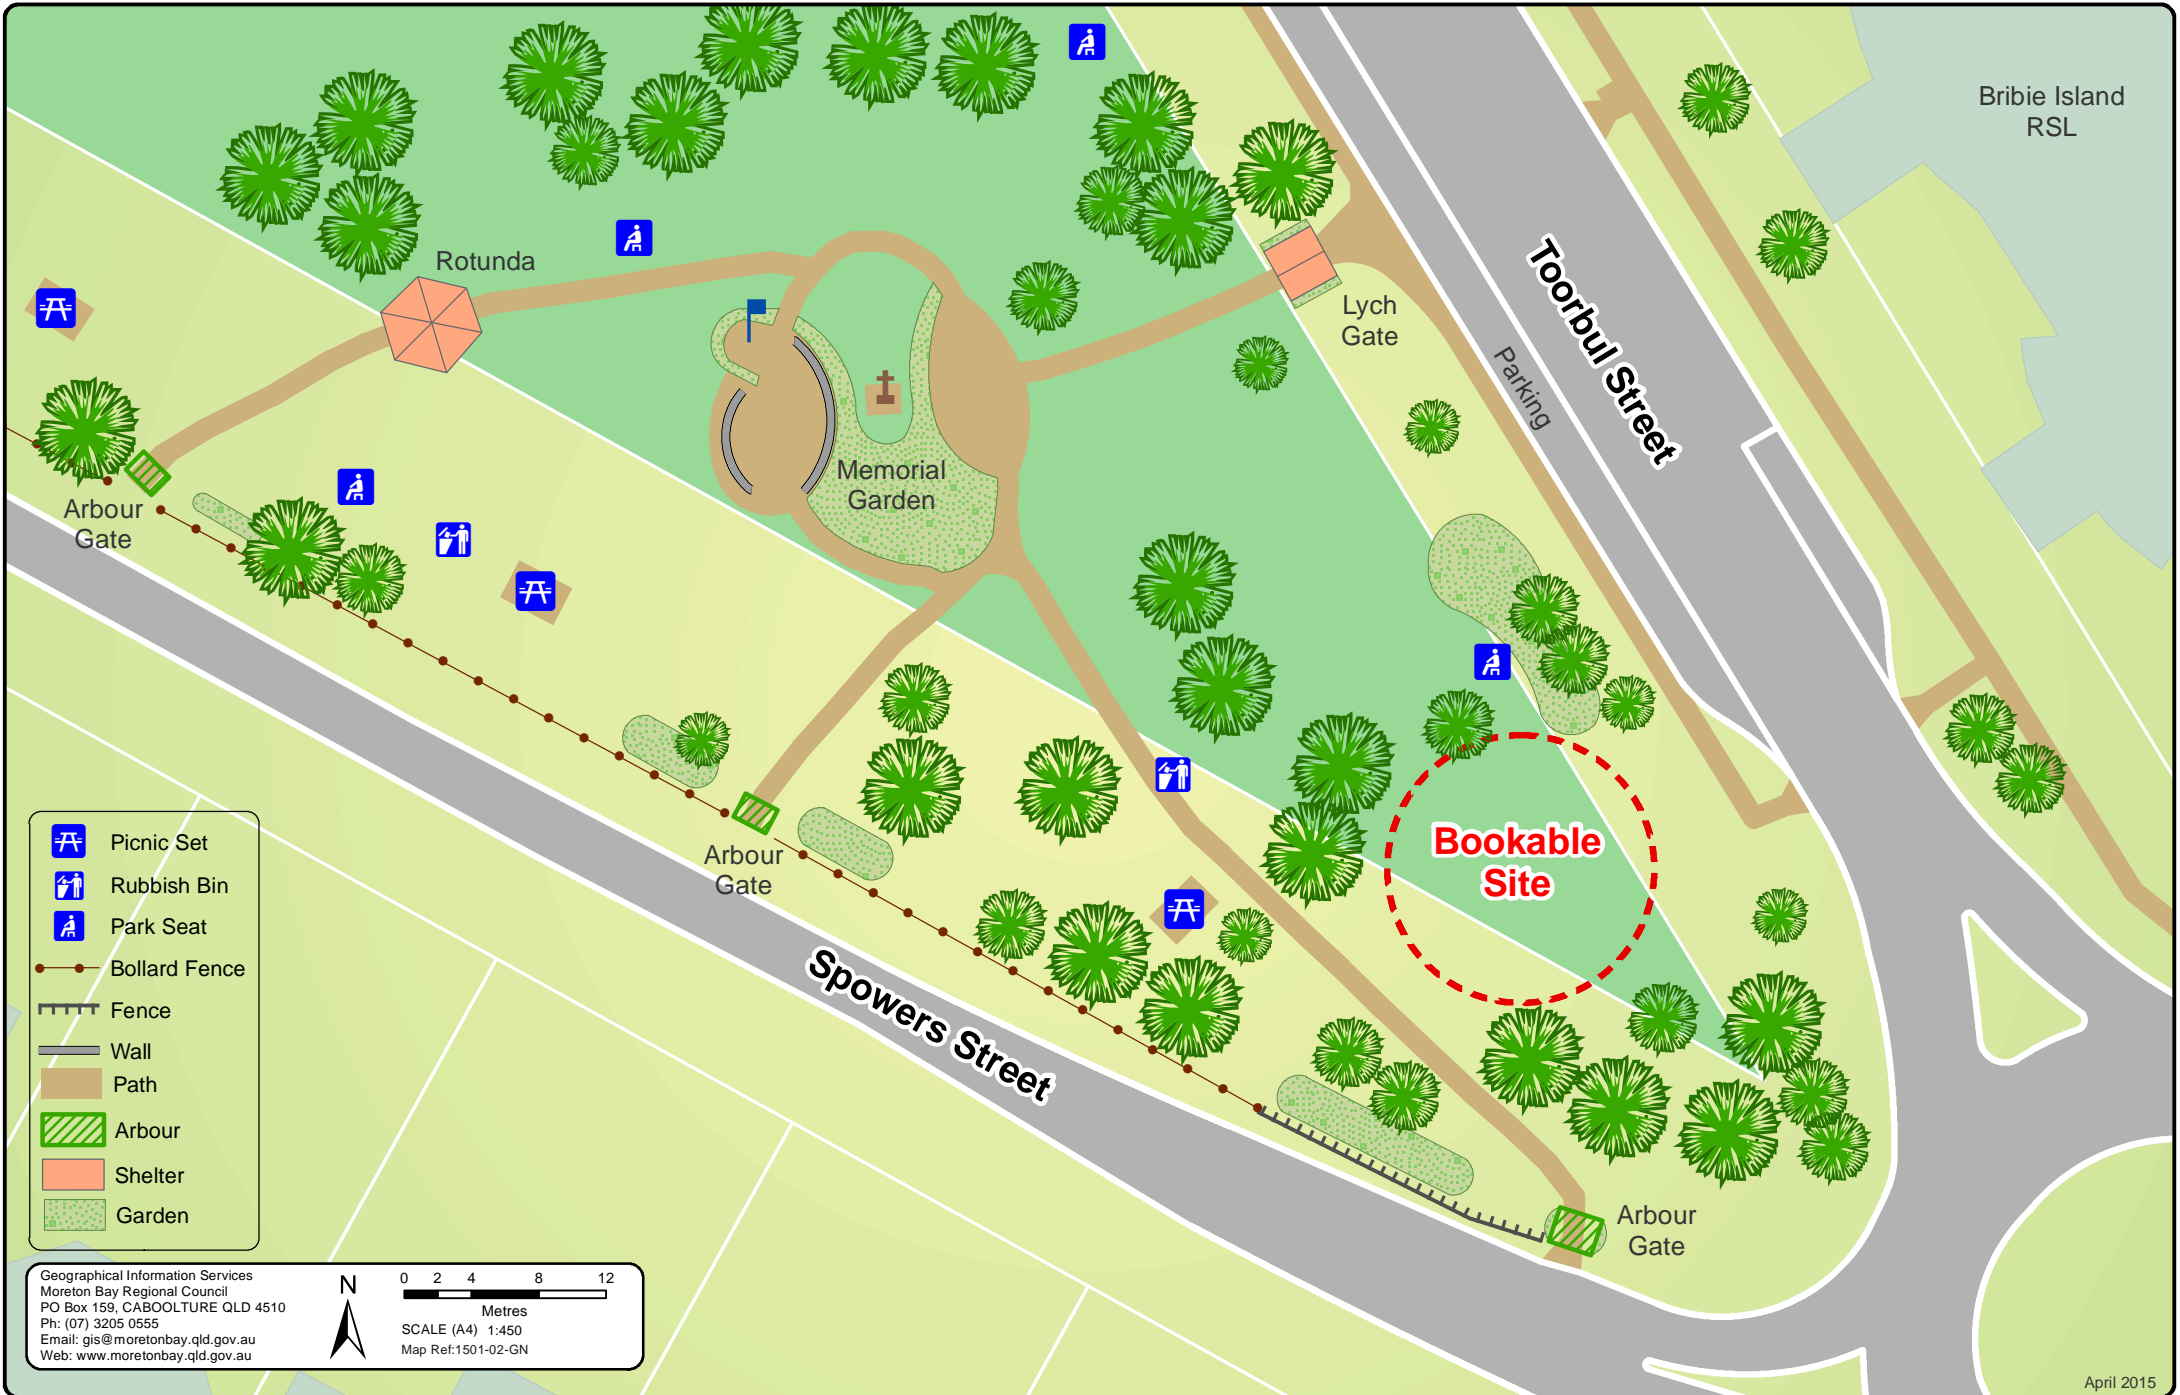 Bribie Island
RSL
Rotunda
Lych
Gate
Toorbul Street
Parking
Memorial
Garden
Arbour
Gate
Arbour
Gate
Bookable
Site
Spowers Street
Arbour
Gate
Picnic Set
Rubbish Bin
Park Seat
Bollard Fence
Fence
Wall
Path
Arbour
Shelter
Garden
Geographical Information Services
Moreton Bay Regional Council
PO Box 159, CABOOLTURE QLD 4510
Ph: (07) 3205 0555
Email: gis@moretonbay.qld.gov.au
Web: www.moretonbay.qld.gov.au
N
0 2 4 8 12
Metres
SCALE (A4) 1:450
Map Ref:1501-02-GN
April 2015